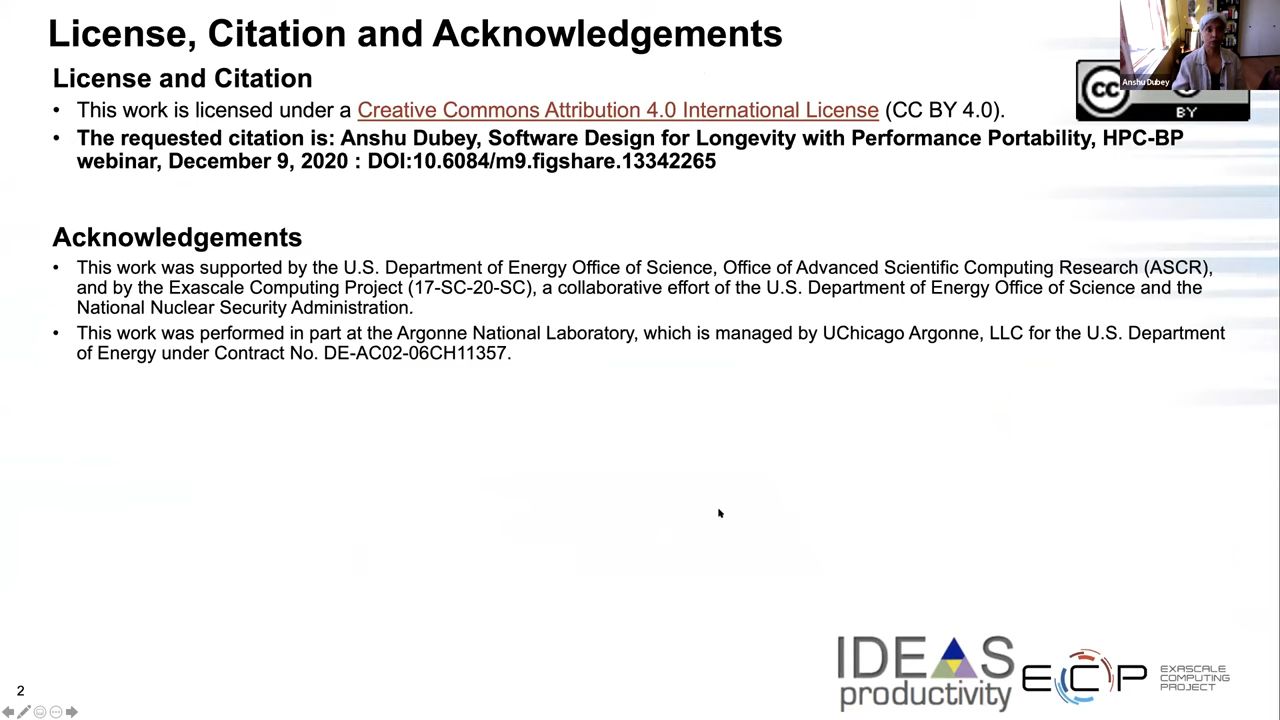 License, Citation and Acknowledgements
Anshu Dubey
License and Citation
• This work is licensed under a Creative Commons Attribution 4.0 International License (CC BY 4.0).
cc
BY
• The requested citation is: Anshu Dubey, Software Design for Longevity with Performance Portability, HPC-BP
webinar, December 9, 2020 : DOI:10.6084/m9.figshare.13342265
Acknowledgements
• This work was supported by the U.S. Department of Energy Office of Science, Office of Advanced Scientific Computing Research (ASCR),
and by the Exascale Computing Project (17-SC-20-SC), a collaborative effort of the U.S. Department of Energy Office of Science and the
National Nuclear Security Administration.
• This work was performed in part at the Argonne National Laboratory, which is managed by UChicago Argonne, LLC for the U.S. Department
of Energy under Contract No. DE-AC02-06CH11357.
IDEAS
productivity
ECP
EXASCALE
COMPUTING
PROJECT
2